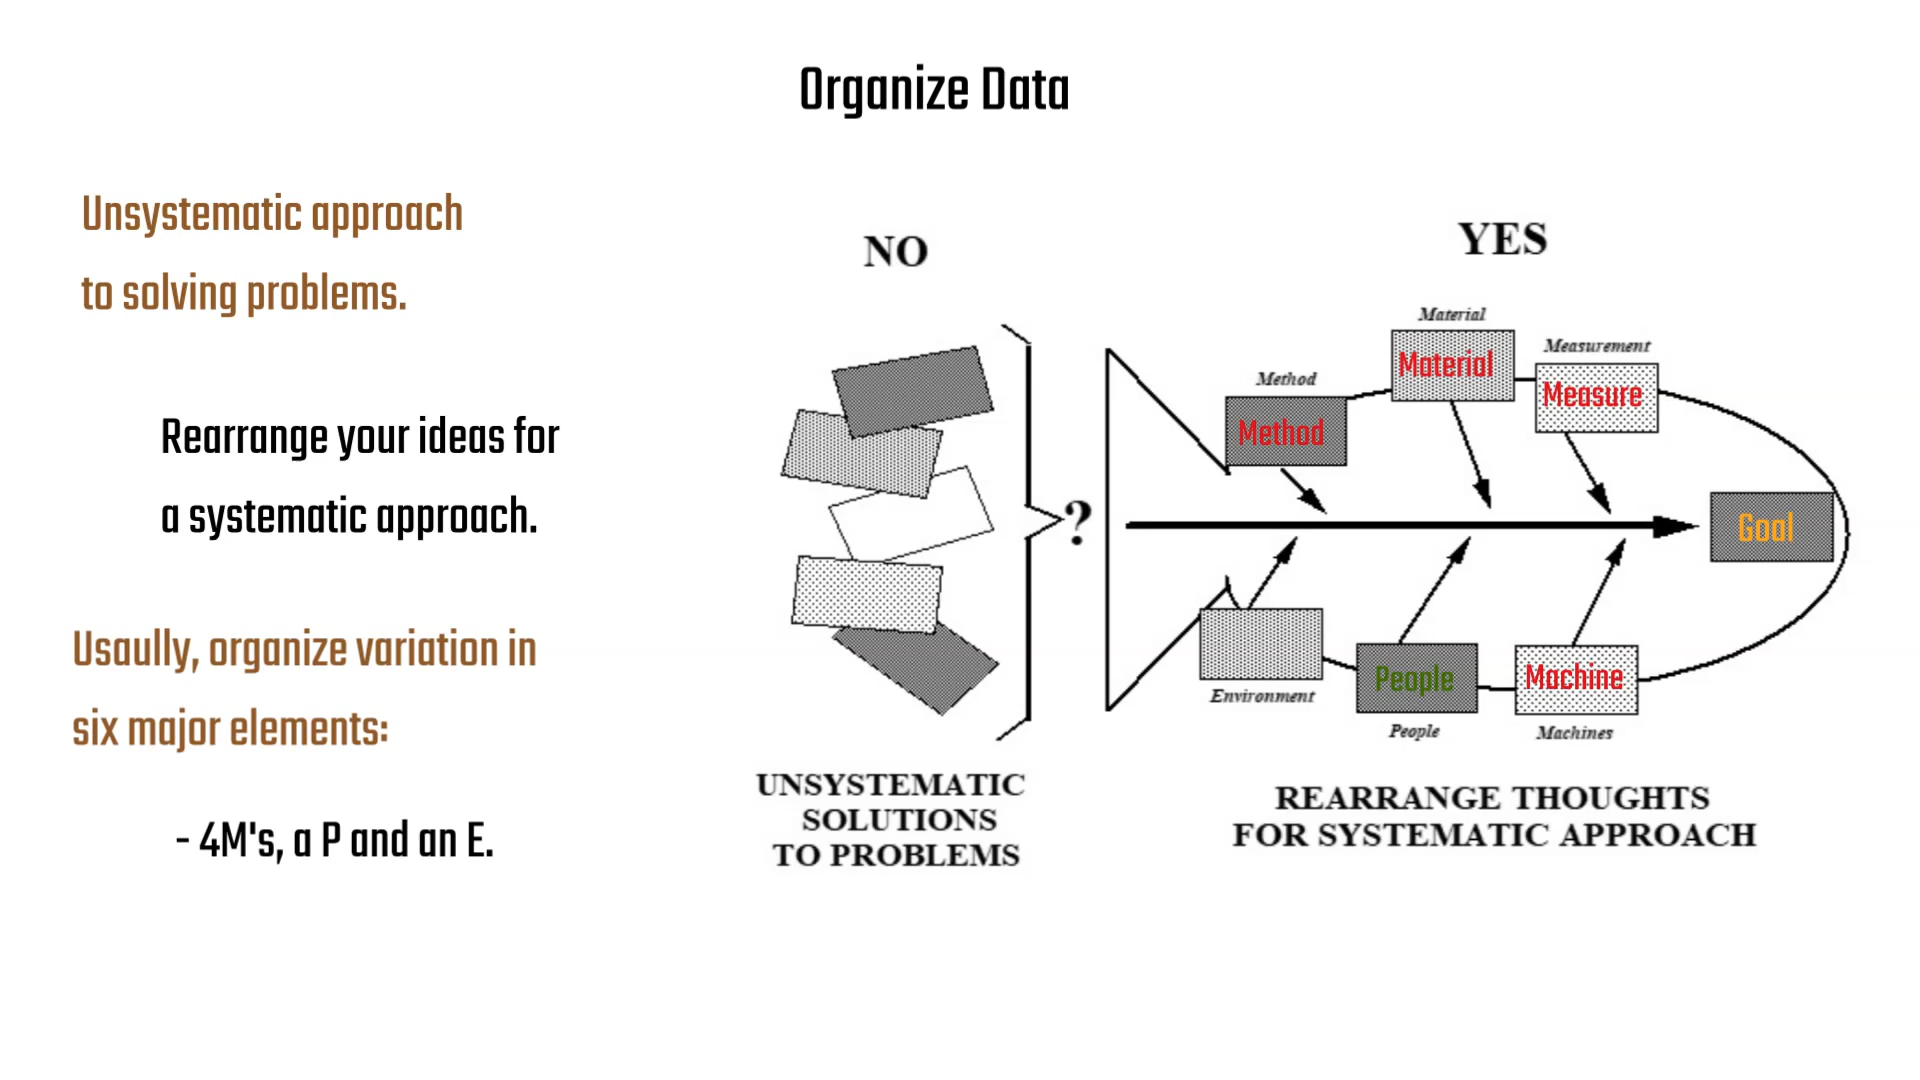 Organize Data
Unsystematic approach
to solving problems.
Rearrange your ideas for
a systematic approach.
Usaully, organize variation in
six major elements:
- 4M's, a P and an E.
NO
?
UNSYSTEMATIC
SOLUTIONS
TO PROBLEMS
YES
Material
Material
Measurement
Measure
Method
Method
Goal
Environment
People
People
Machine
Machines
REARRANGE THOUGHTS
FOR SYSTEMATIC APPROACH